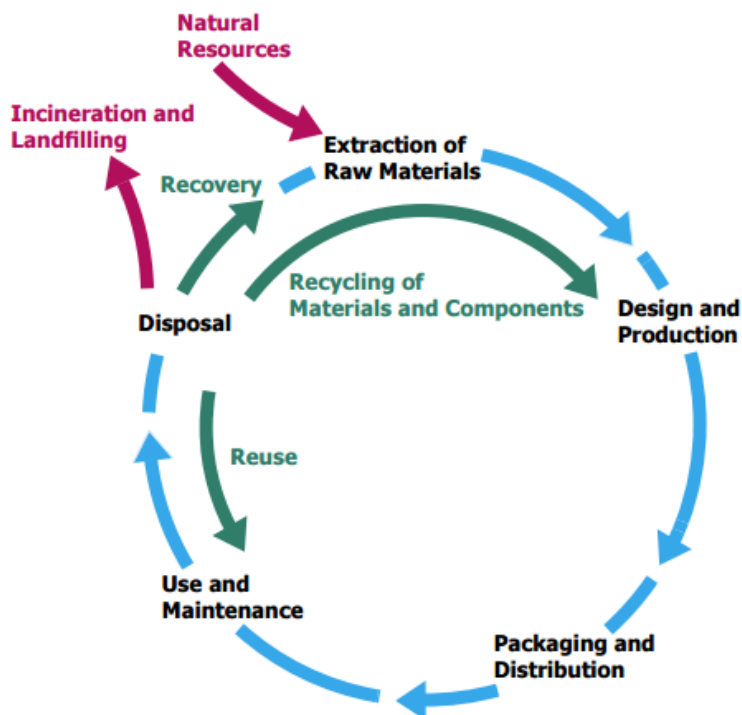 Natural
Resources
Incineration and
Landfilling
Extraction of
Raw Materials
Recovery
Recycling of
Materials and Components
Disposal
Design and
Production
Reuse
Use and
Maintenance
Packaging and
Distribution